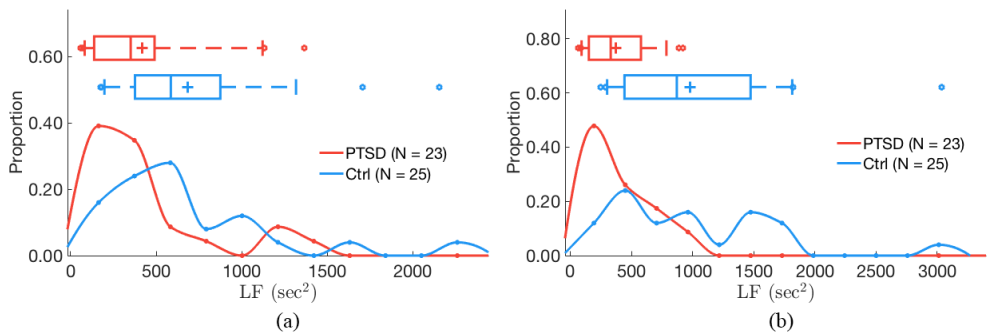 0.60
0.40
0.20
0.00
Proportion
PTSD (N = 23)
Ctrl (N = 25)
0 500 1000 1500 2000
LF (sec²)
(a)
0.80
0.60
0.40
0.20
0.00
Proportion
PTSD (N = 23)
Ctrl (N = 25)
0 500 1000 1500 2000 2500 3000
LF (sec²)
(b)